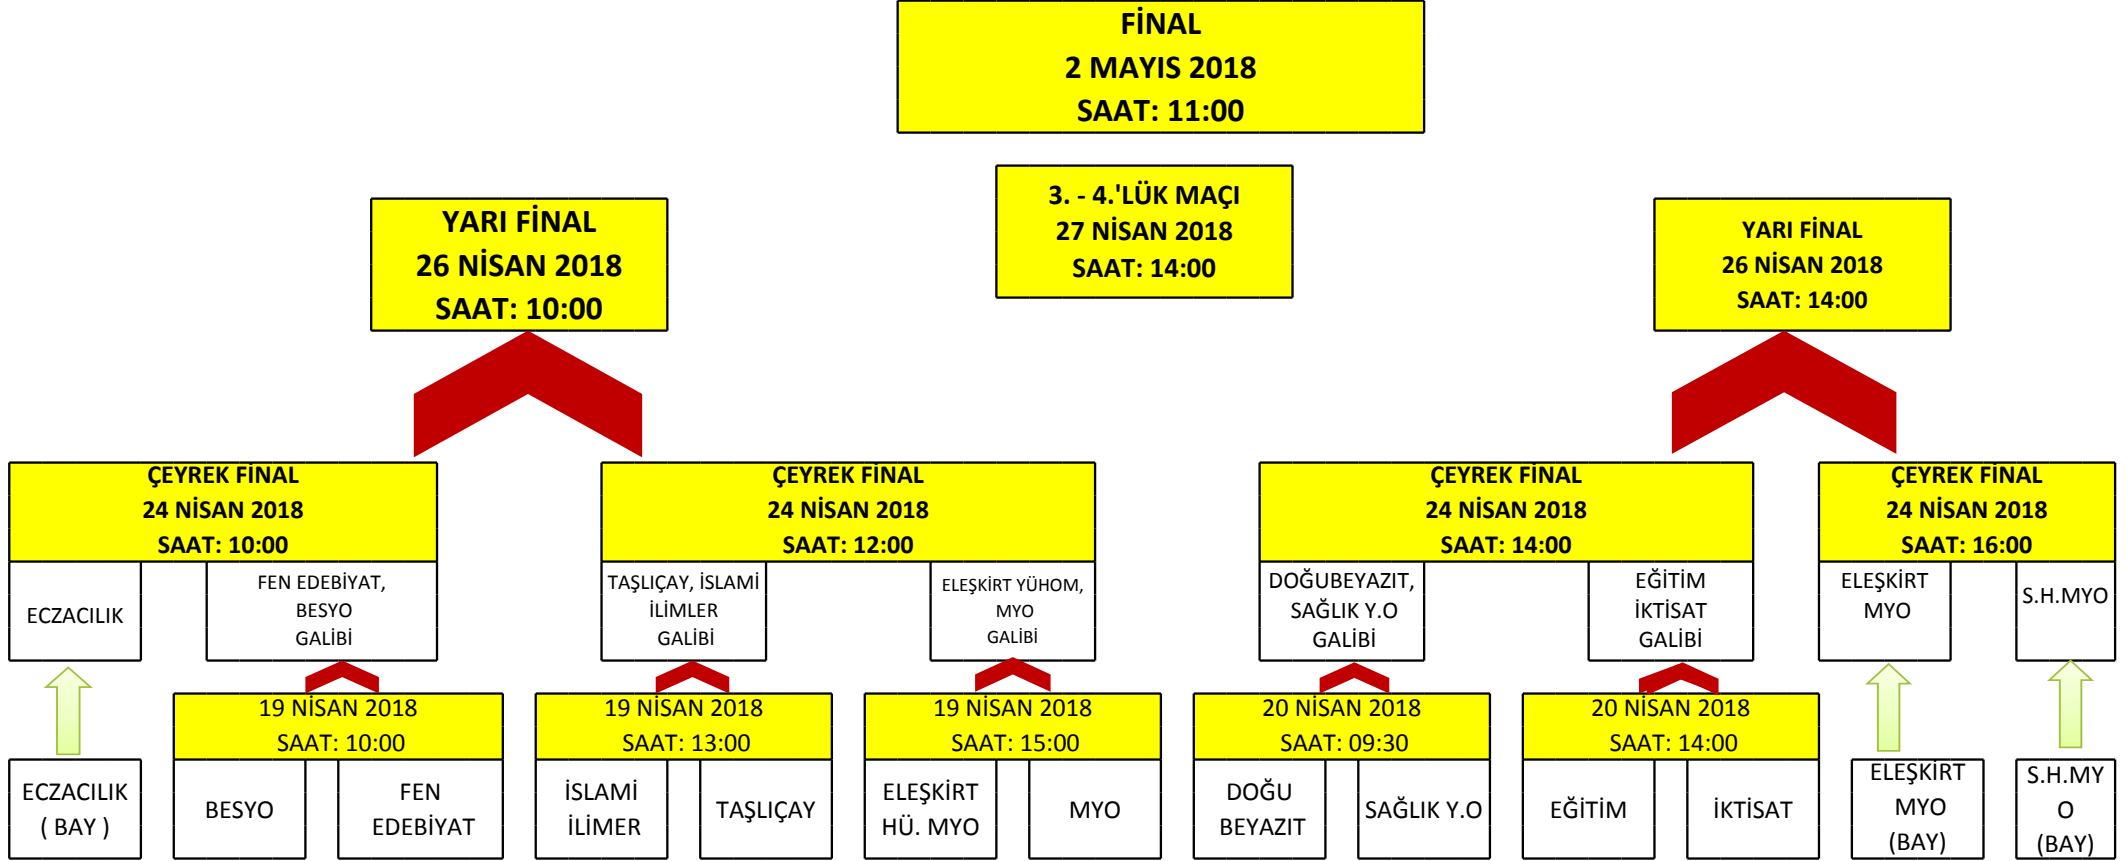 FİNAL
2 MAYIS 2018
SAAT: 11:00
3. - 4.'LÜK MAÇI
27 NİSAN 2018
SAAT: 14:00
YARI FİNAL
26 NİSAN 2018
SAAT: 10:00
YARI FİNAL
26 NİSAN 2018
SAAT: 14:00
ÇEYREK FİNAL
24 NİSAN 2018
SAAT: 10:00
ÇEYREK FİNAL
24 NİSAN 2018
SAAT: 12:00
ÇEYREK FİNAL
24 NİSAN 2018
SAAT: 14:00
ÇEYREK FİNAL
24 NİSAN 2018
SAAT: 16:00
ECZACILIK
FEN EDEBİYAT,
BESYO
GALİBİ
TAŞLIÇAY, İSLAMİ
İLİMLER
GALİBİ
ELEŞKİRT YÜHOM,
MYO
GALİBİ
DOĞUBEYAZIT,
SAĞLIK Y.O
GALİBİ
EĞİTİM
İKTİSAT
GALİBİ
ELEŞKİRT
MYO
S.H.MYO
19 NİSAN 2018
SAAT: 10:00
19 NİSAN 2018
SAAT: 13:00
19 NİSAN 2018
SAAT: 15:00
20 NİSAN 2018
SAAT: 09:30
20 NİSAN 2018
SAAT: 14:00
ECZACILIK
( BAY )
BESYO
FEN
EDEBİYAT
İSLAMİ
İLİMER
TAŞLIÇAY
ELEŞKİRT
HÜ. MYO
MYO
DOĞU
BEYAZIT
SAĞLIK Y.O
EĞİTİM
İKTİSAT
ELEŞKİRT
MYO
(BAY)
S.H.MY
O
(BAY)